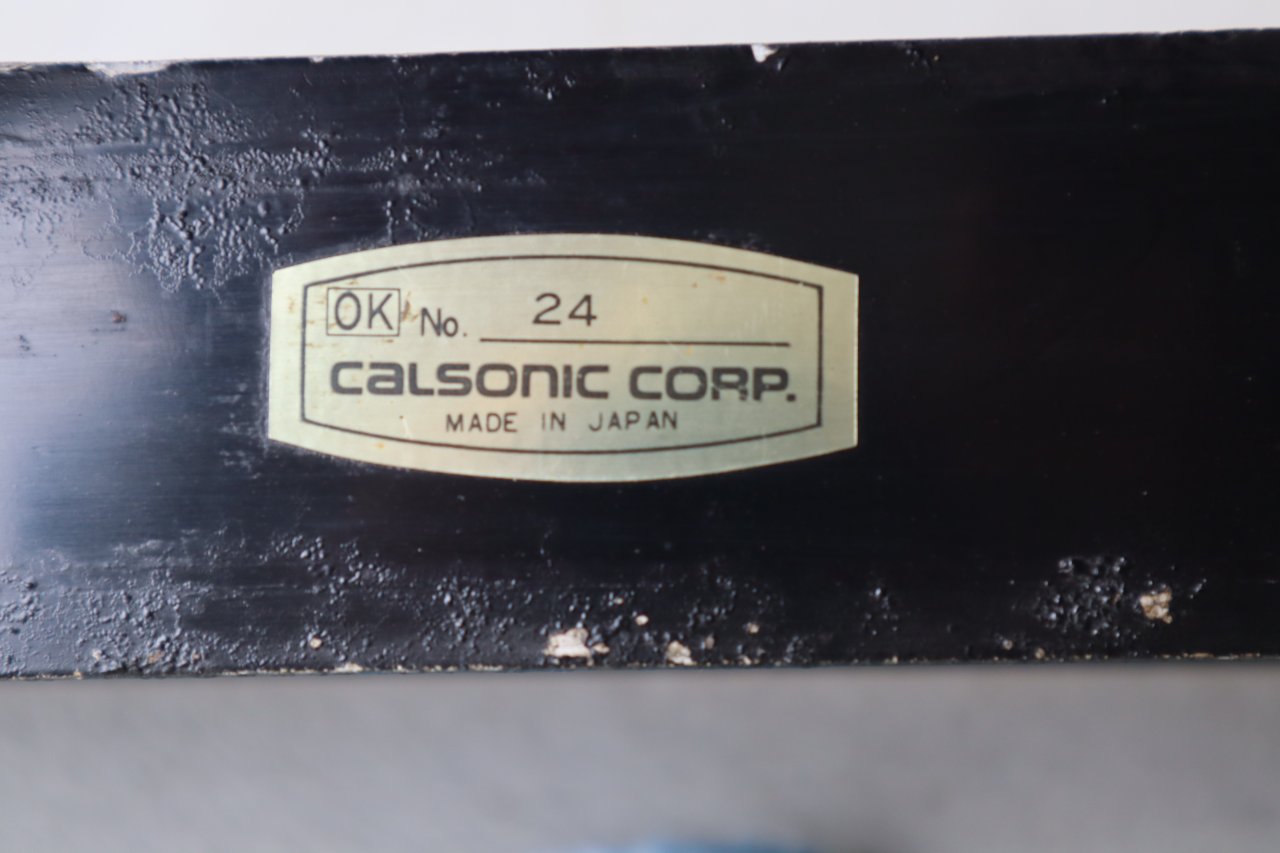 OK No. 24
CALSONIC CORP.
MADE IN JAPAN